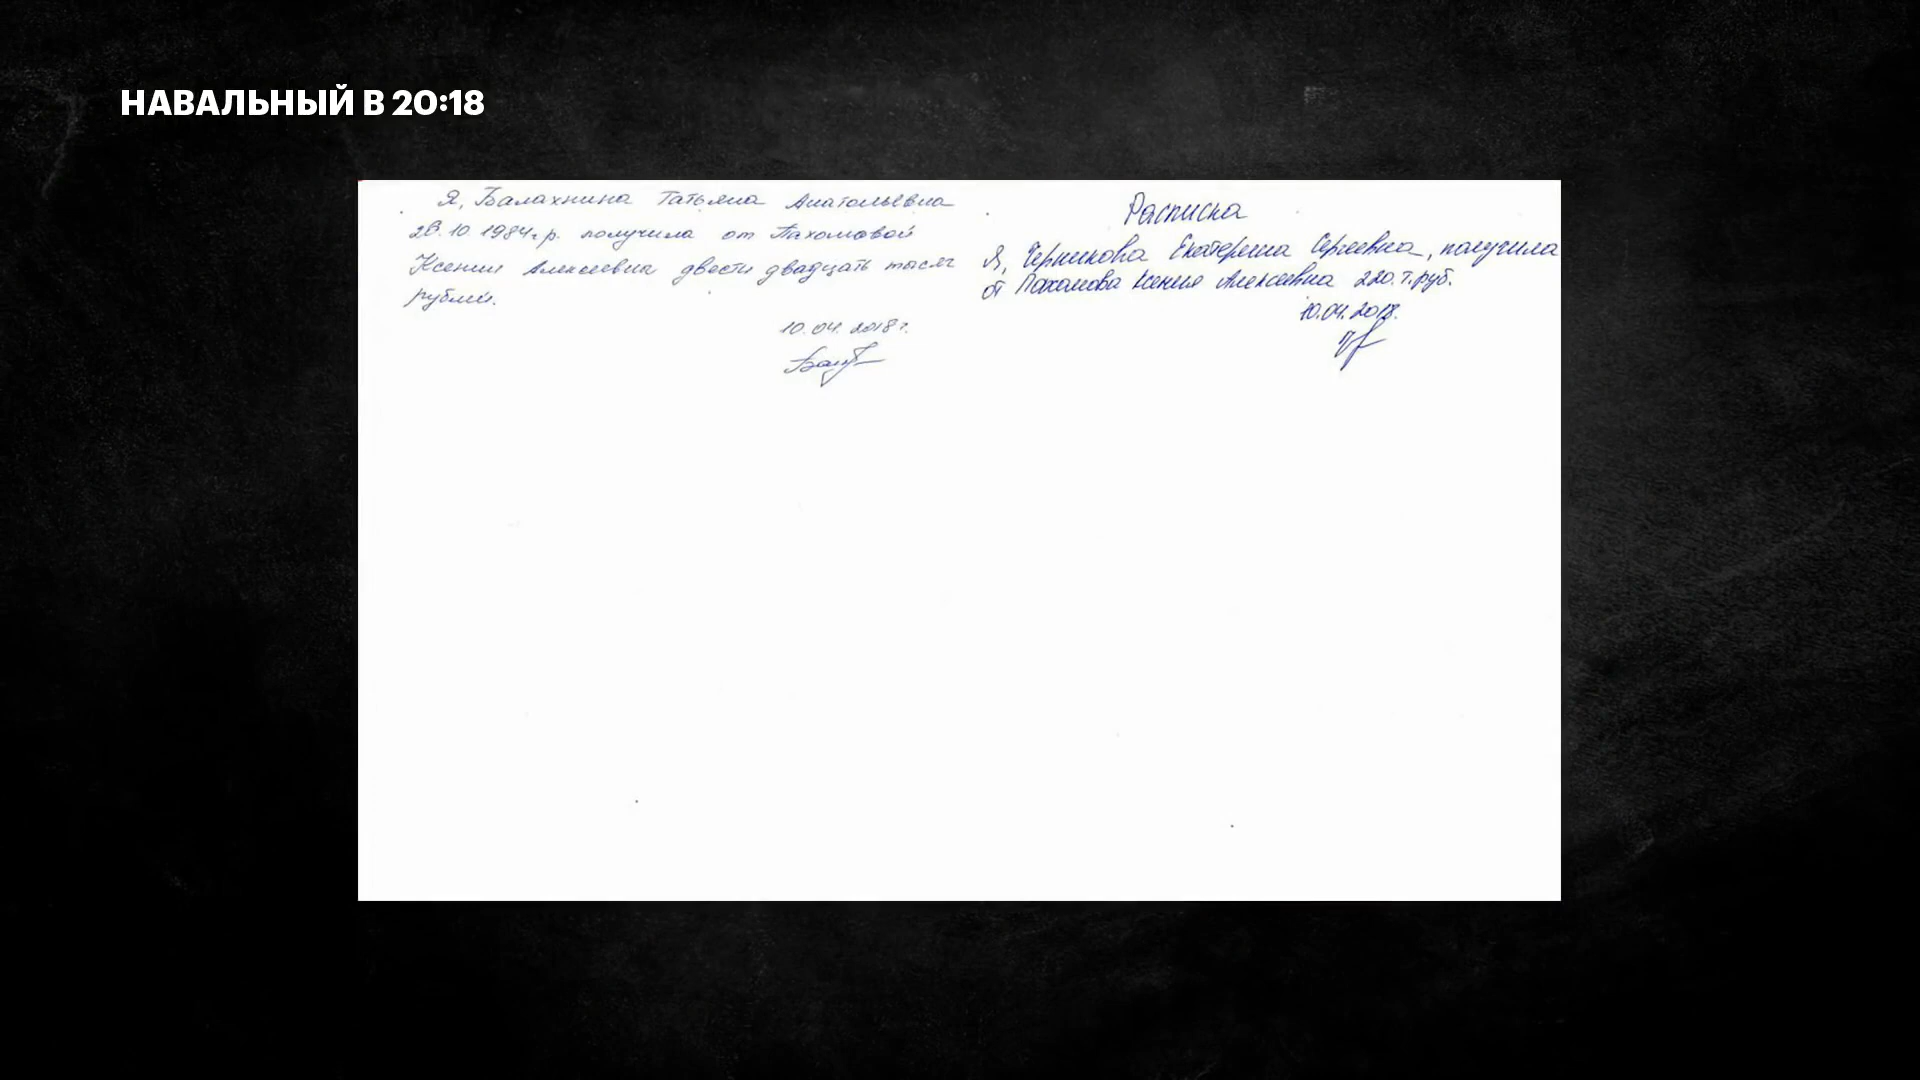 НАВАЛЬНЫЙ В 20:18
Я, Балахнина Татьяна Анатольевна
28.10.1984 г.р. получила от Пахомовой
Ксении Алексеевны двести двадцать тысяч
рублей.
10.04.2018 г.
Расписка
Я, Черникова Екатерина Сергеевна, получила
от Пахомова Ксения Алексеевна 220.т.руб.
10.04.2018.